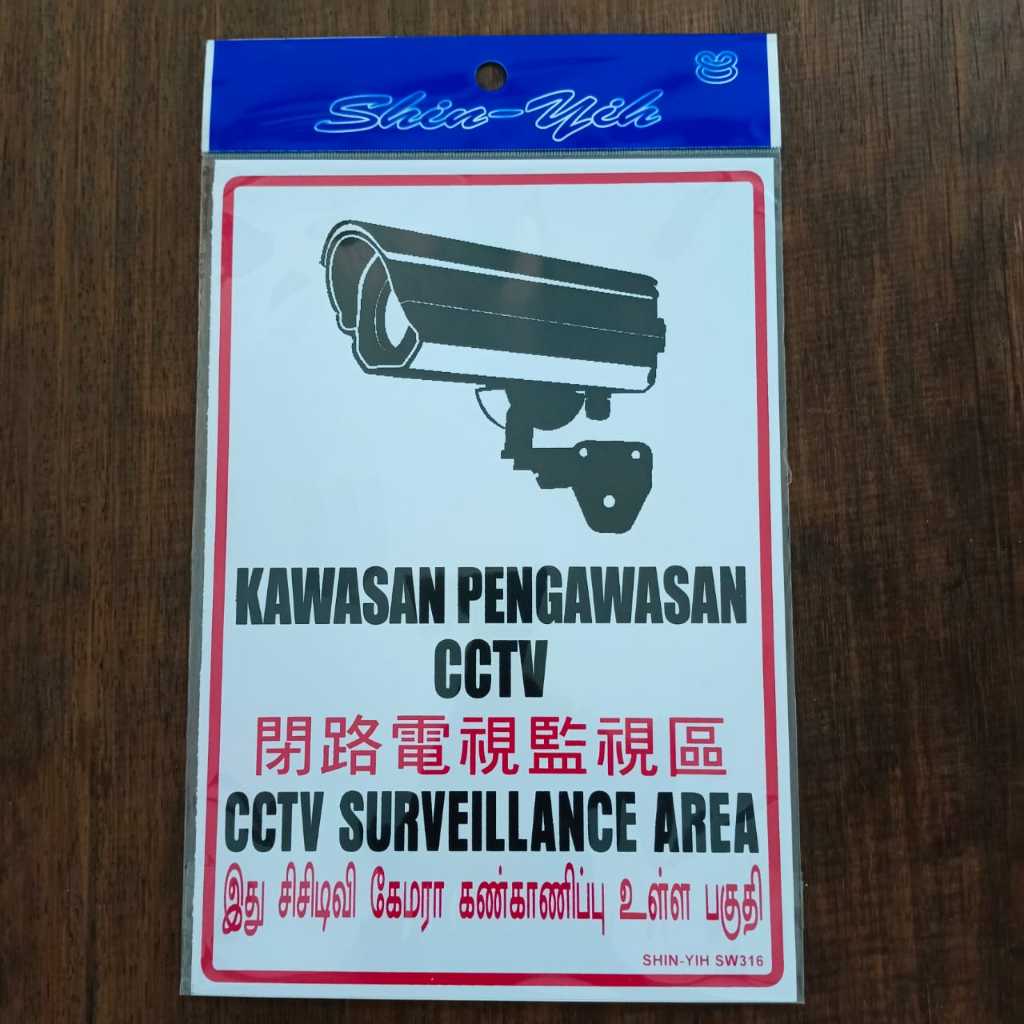 Shin-Yih
KAWASAN PENGAWASAN
CCTV
閉路電視監視區
CCTV SURVEILLANCE AREA
இது சிசிடிவி கேமரா கண்காணிப்பு உள்ள பகுதி
SHIN-YIH SW316